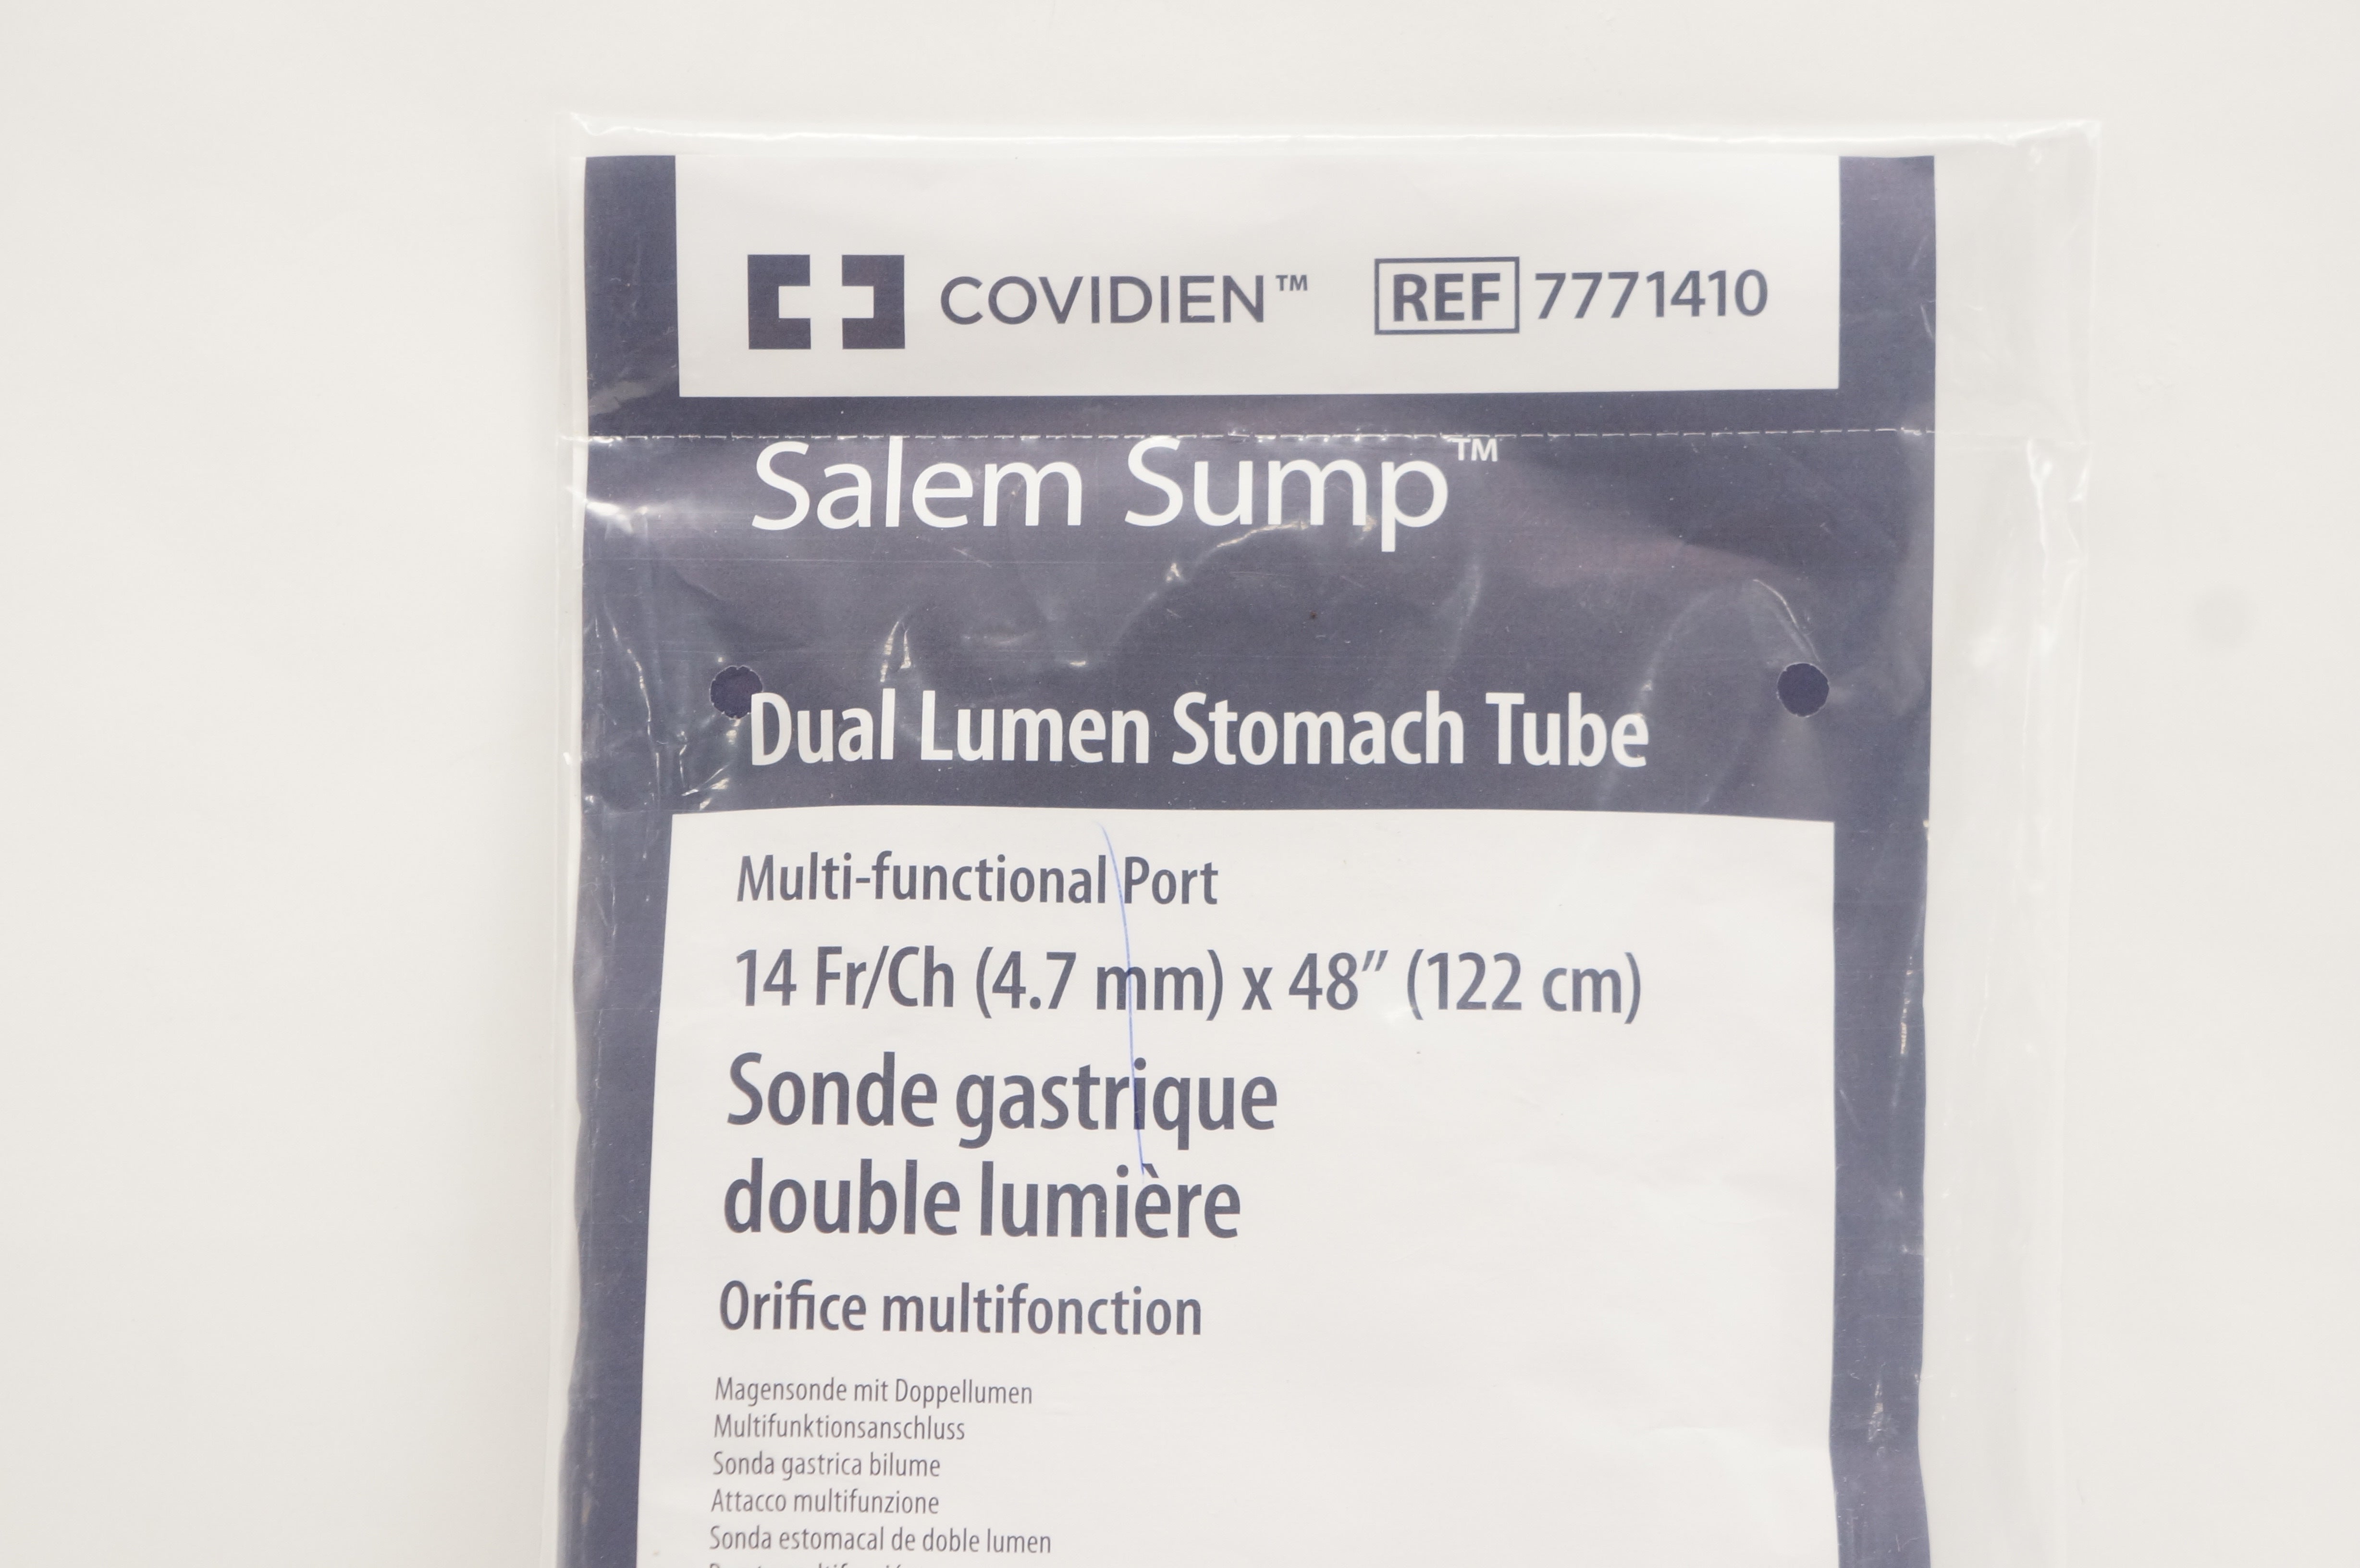 COVIDIEN™ REF 7771410
Salem Sump™
Dual Lumen Stomach Tube
Multi-functional Port
14 Fr/Ch (4.7 mm) x 48” (122 cm)
Sonde gastrique
double lumière
Orifice multifonction
Magensonde mit Doppellumen
Multifunktionsanschluss
Sonda gastrica bilume
Attacco multifunzione
Sonda estomacal de doble lumen